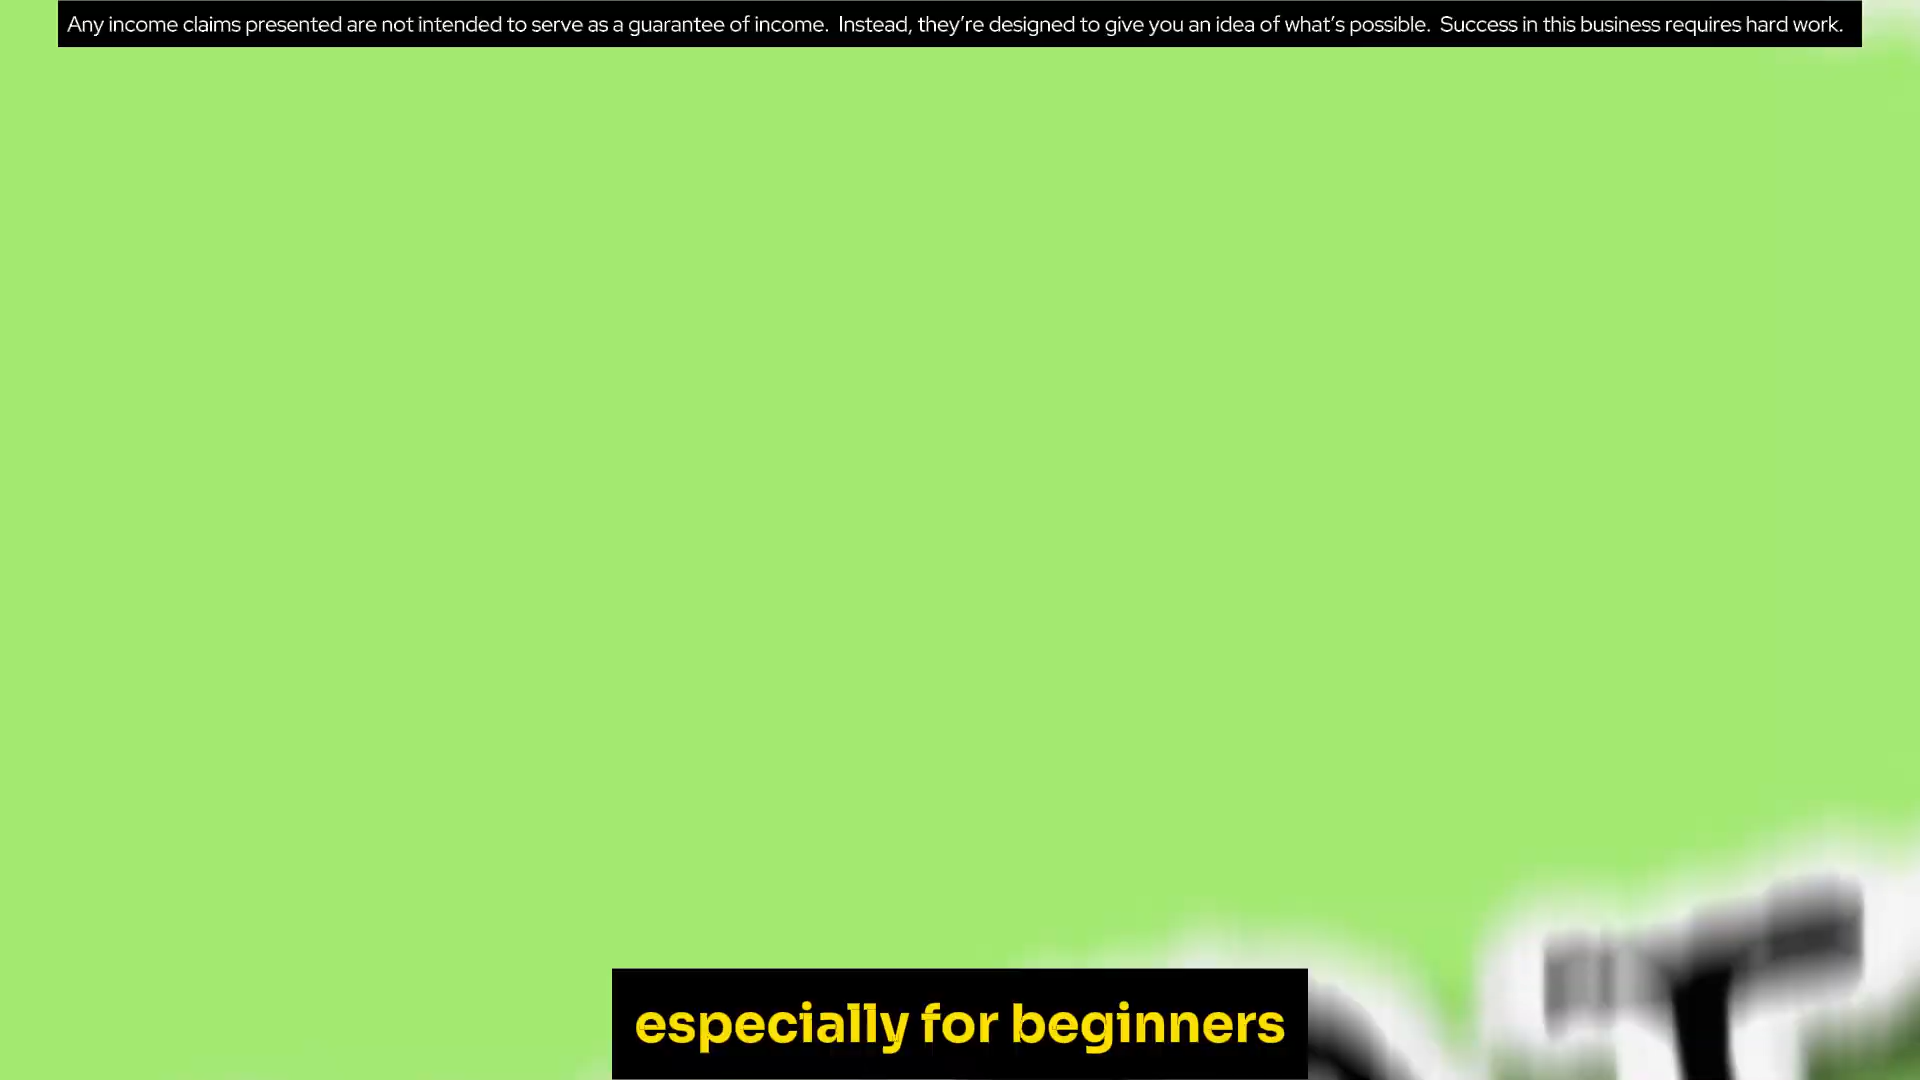 Any income claims presented are not intended to serve as a guarantee of income. Instead, they’re designed to give you an idea of what’s possible. Success in this business requires hard work.
especially for beginners